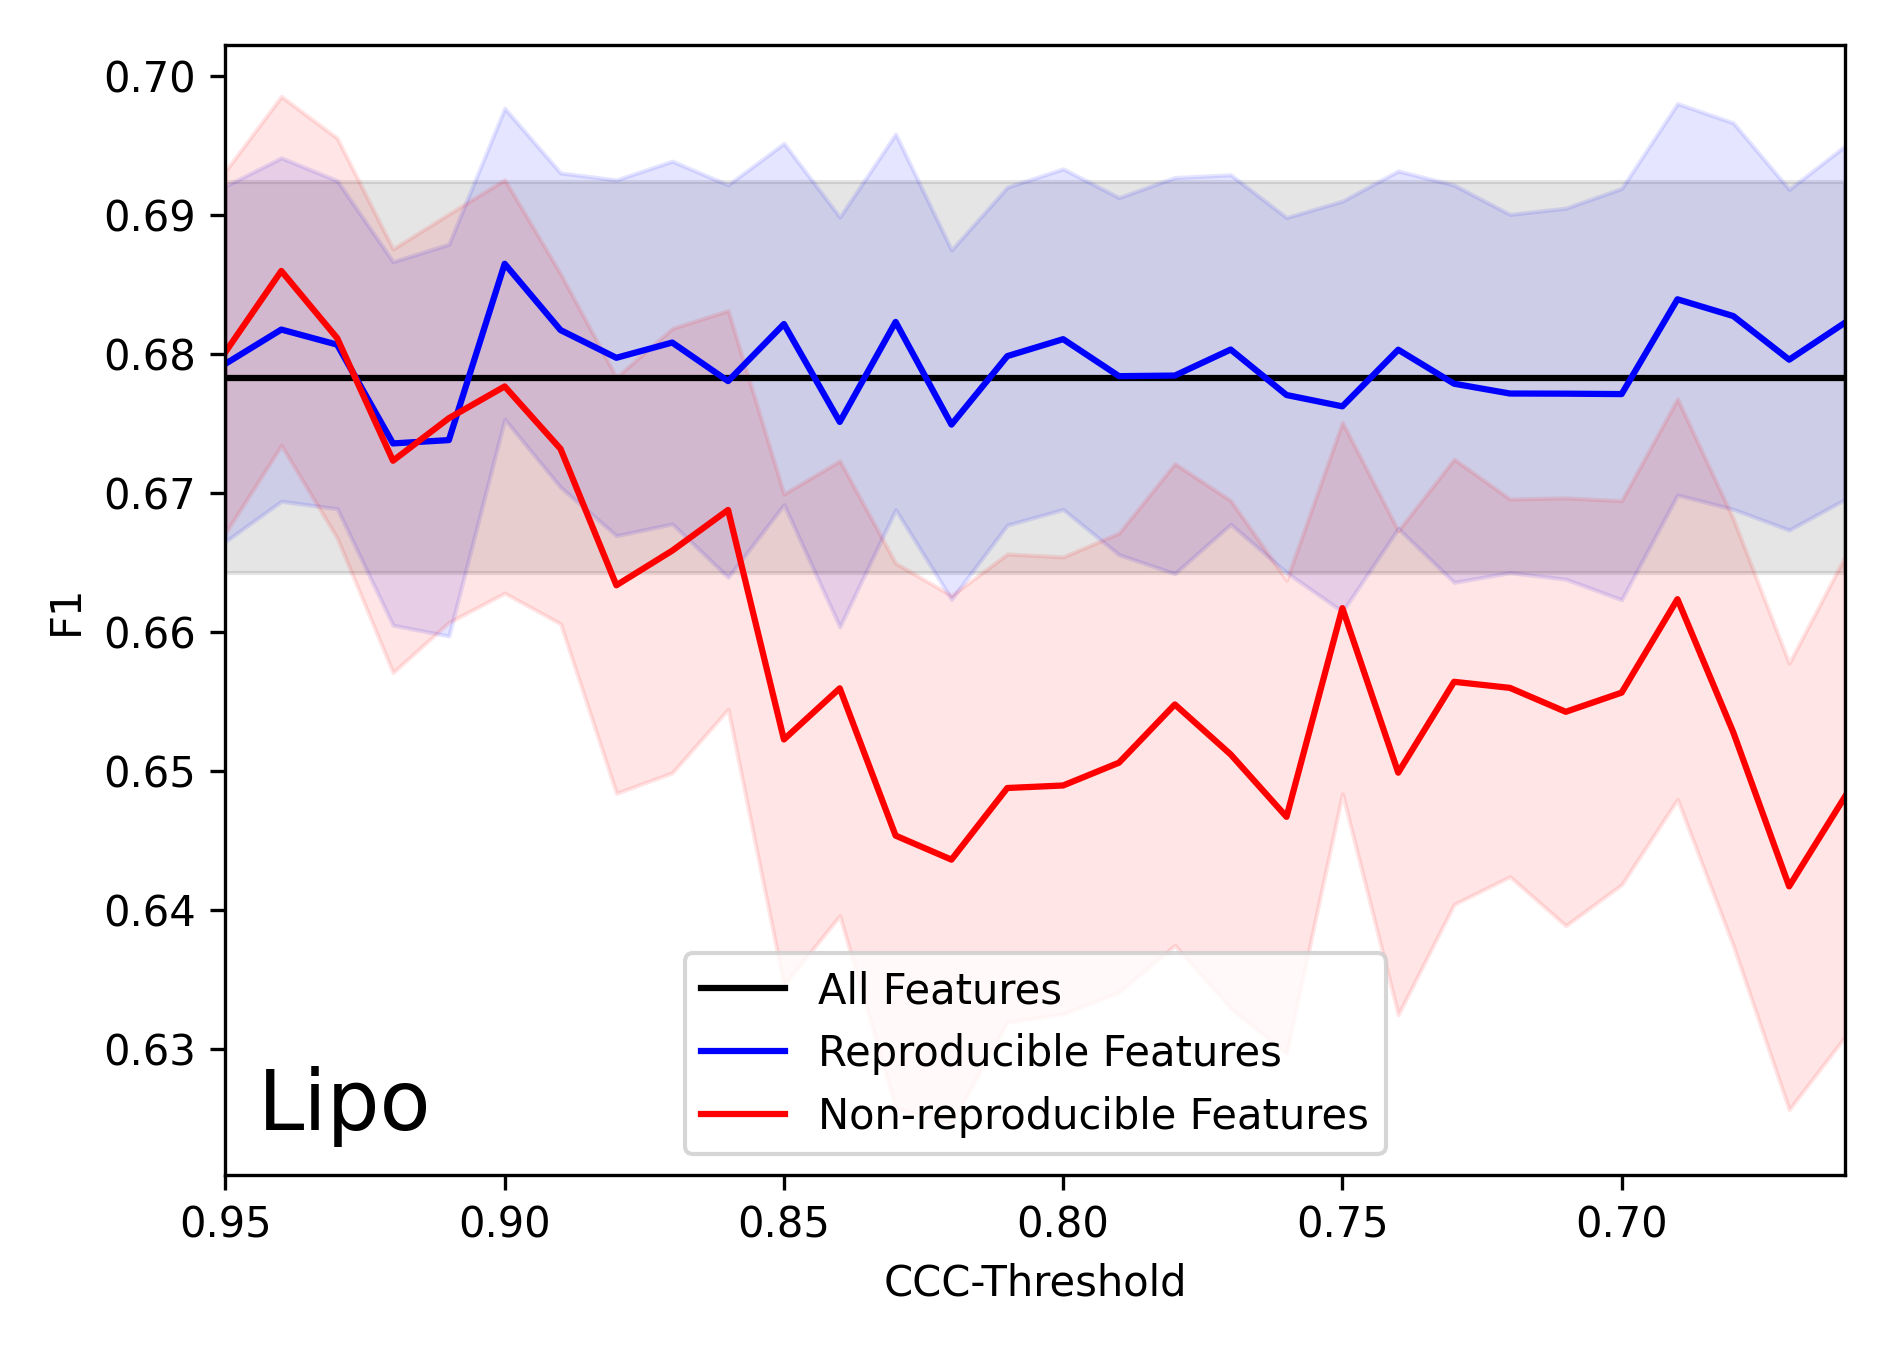 0.70
0.69
0.68
0.67
0.66
0.65
0.64
0.63
F1
Lipo
All Features
Reproducible Features
Non-reproducible Features
0.95 0.90 0.85 0.80 0.75 0.70
CCC-Threshold